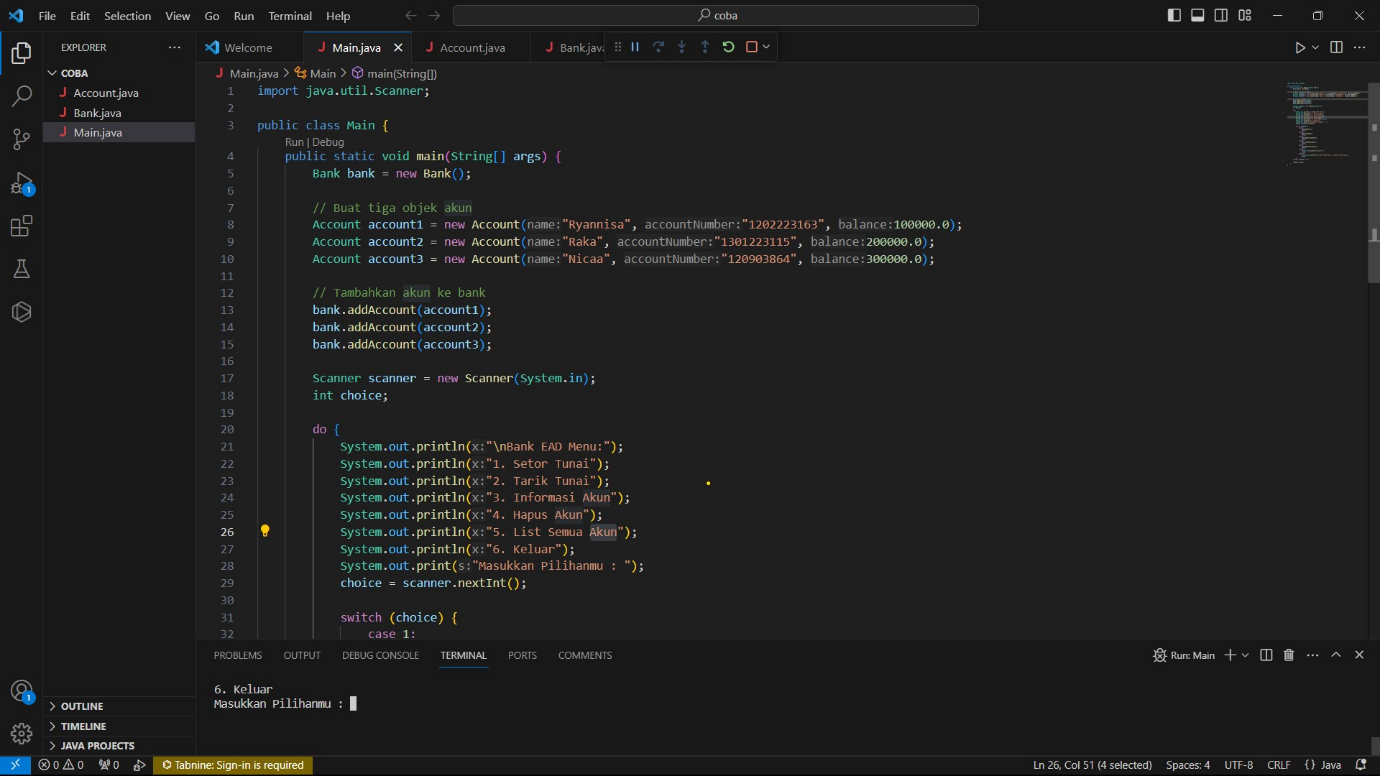 File Edit Selection View Go Run Terminal Help
coba
EXPLORER
Welcome
Main.java
Account.java
Bank.java
COBA
Account.java
Bank.java
Main.java
Main.java > Main > main(String[])
1 import java.util.Scanner;
2
3 public class Main {
Run | Debug
4 public static void main(String[] args) {
5 Bank bank = new Bank();
6
7 // Buat tiga objek akun
8 Account account1 = new Account(name:"Ryannisa", accountNumber:"1202223163", balance:100000.0);
9 Account account2 = new Account(name:"Raka", accountNumber:"1301223115", balance:200000.0);
10 Account account3 = new Account(name:"Nicaa", accountNumber:"120903864", balance:300000.0);
11
12 // Tambahkan akun ke bank
13 bank.addAccount(account1);
14 bank.addAccount(account2);
15 bank.addAccount(account3);
16
17 Scanner scanner = new Scanner(System.in);
18 int choice;
19
20 do {
21 System.out.println(x:"\nBank EAD Menu:");
22 System.out.println(x:"1. Setor Tunai");
23 System.out.println(x:"2. Tarik Tunai");
24 System.out.println(x:"3. Informasi Akun");
25 System.out.println(x:"4. Hapus Akun");
26 System.out.println(x:"5. List Semua Akun");
27 System.out.println(x:"6. Keluar");
28 System.out.print(s:"Masukkan Pilihanmu : ");
29 choice = scanner.nextInt();
30
31 switch (choice) {
32 case 1:
PROBLEMS OUTPUT DEBUG CONSOLE TERMINAL PORTS COMMENTS
Run: Main
6. Keluar
Masukkan Pilihanmu :
OUTLINE
TIMELINE
JAVA PROJECTS
1
1
0 0 0 Tabnine: Sign-in is required
Ln 26, Col 51 (4 selected) Spaces: 4 UTF-8 CRLF {} Java